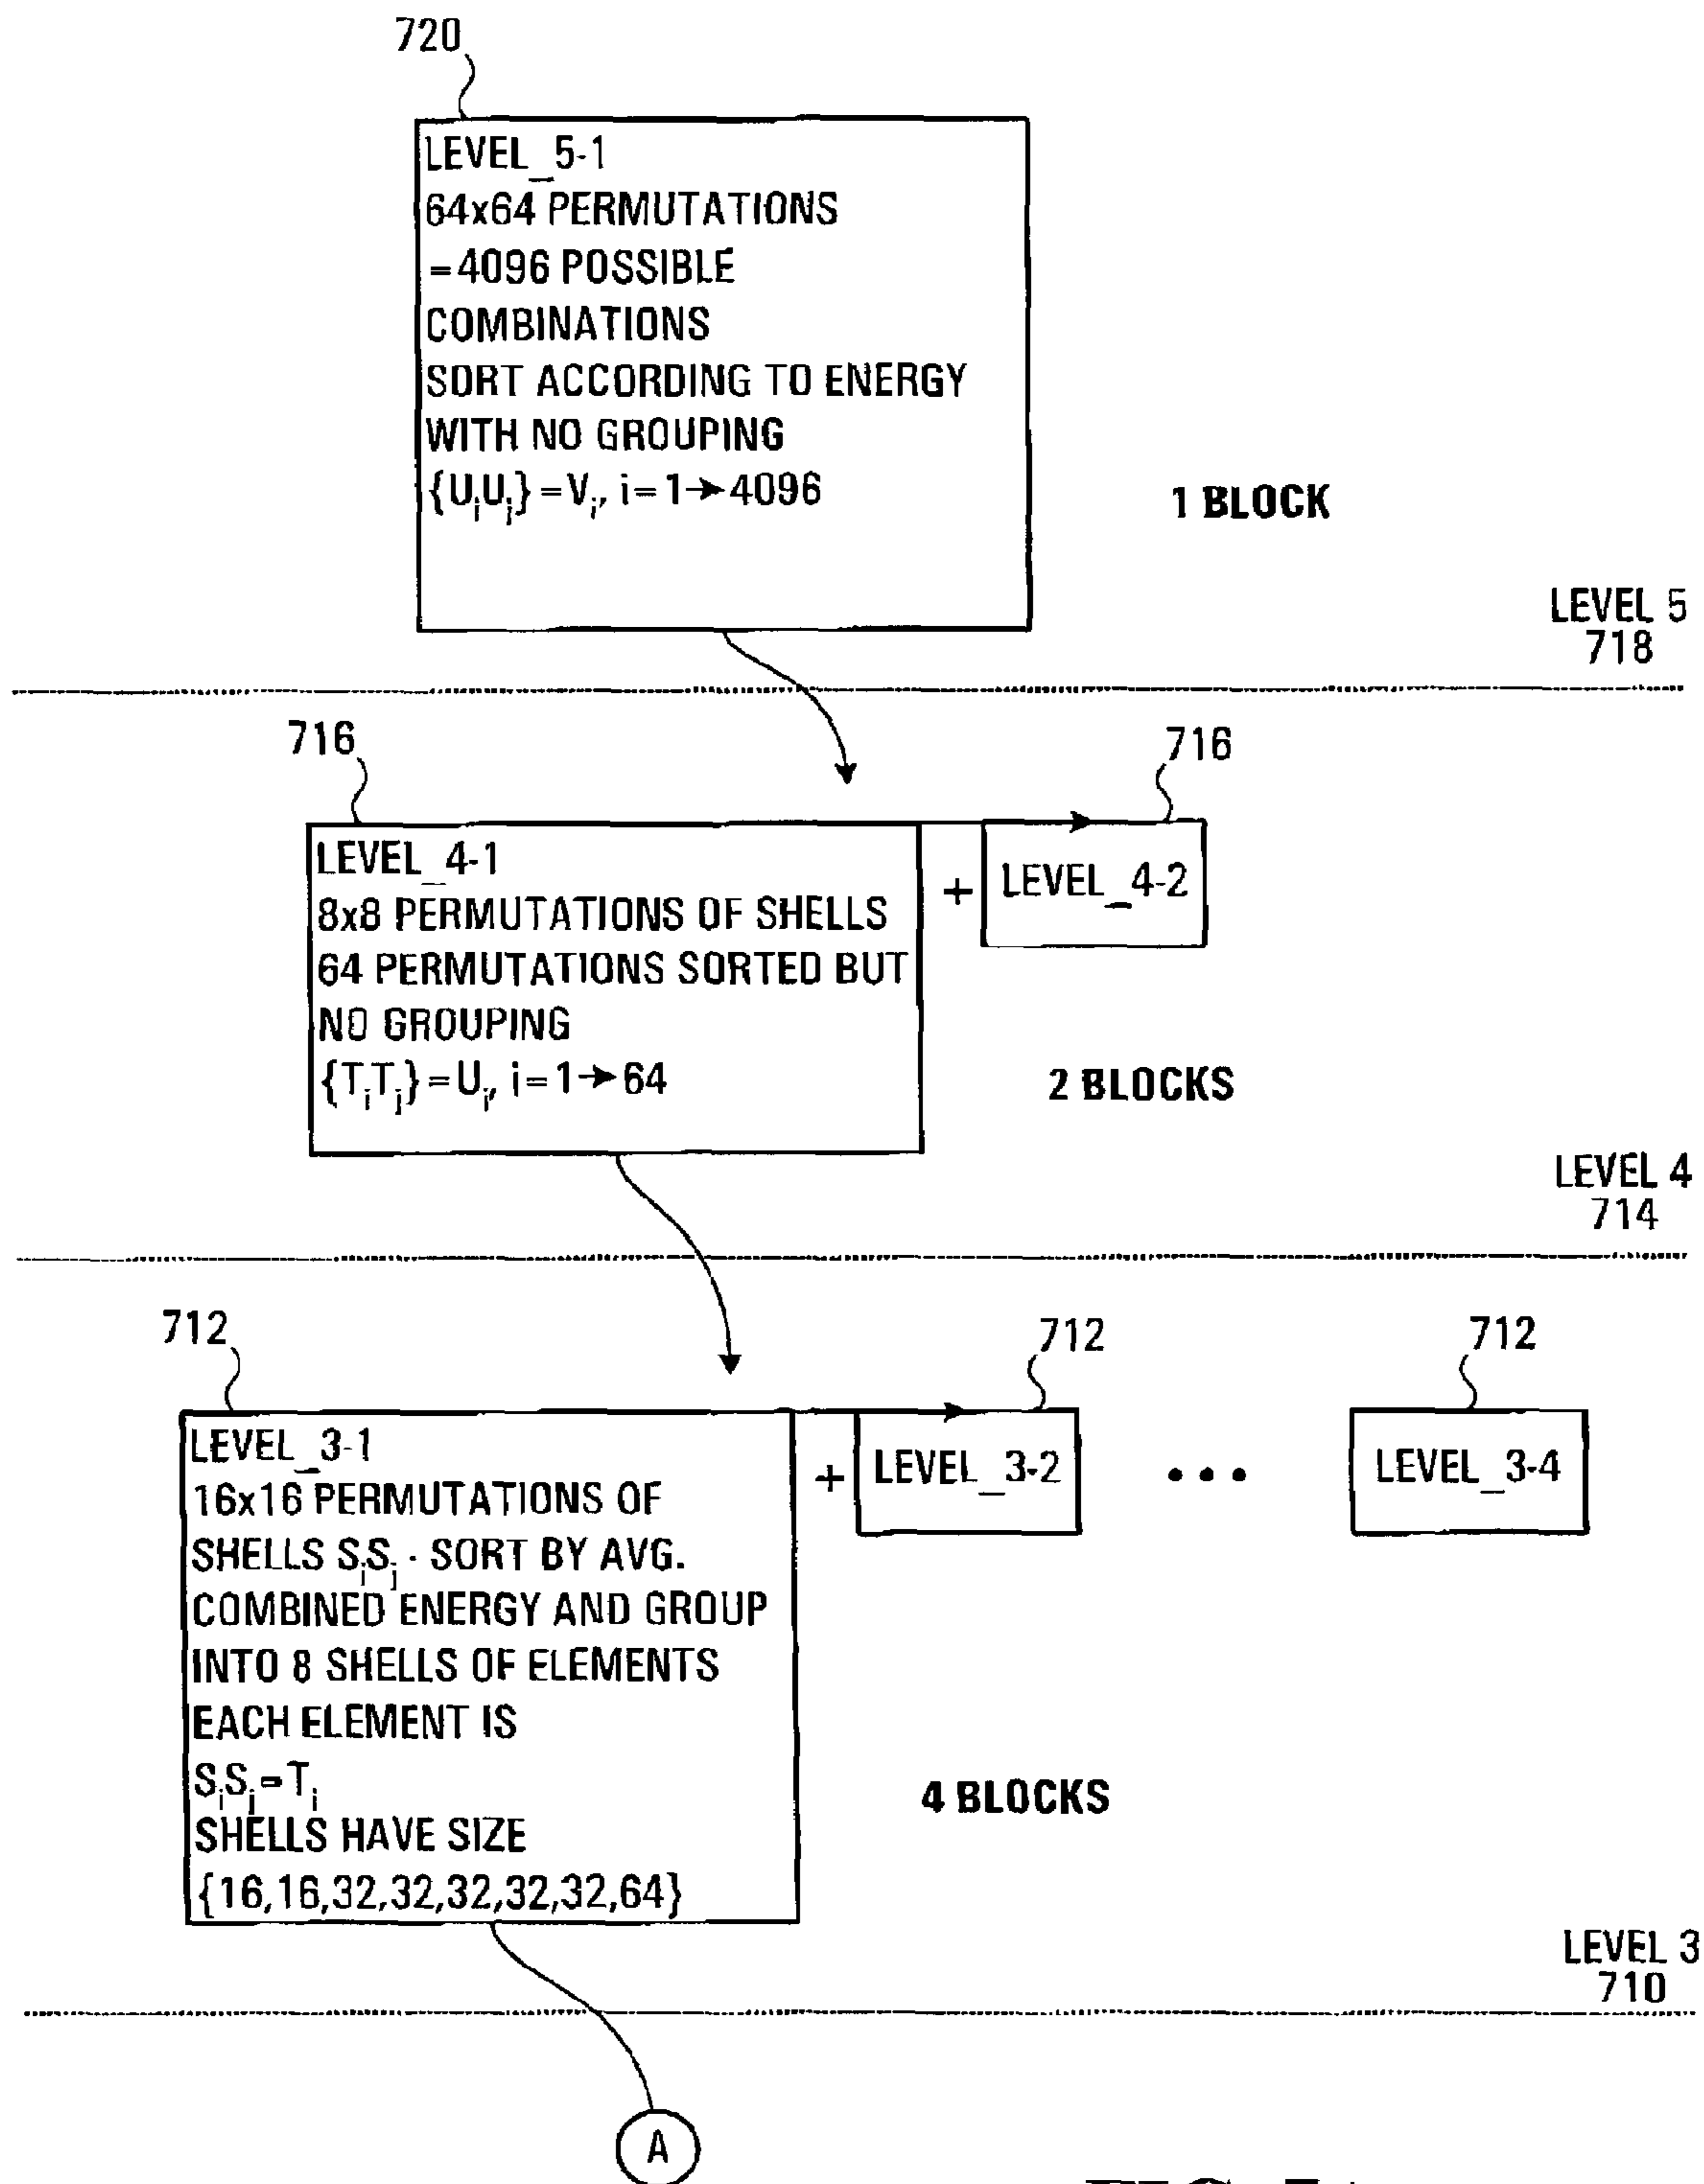 720
LEVEL_5-1
64x64 PERMUTATIONS
=4096 POSSIBLE
COMBINATIONS
SORT ACCORDING TO ENERGY
WITH NO GROUPING
{UiUj}=Vi, i=1→4096
1 BLOCK
LEVEL 5
718
716
716
LEVEL_4-1
8x8 PERMUTATIONS OF SHELLS
64 PERMUTATIONS SORTED BUT
NO GROUPING
{TiTj}=Ui, i=1→64
+
LEVEL_4-2
2 BLOCKS
LEVEL 4
714
712
712
712
LEVEL_3-1
16x16 PERMUTATIONS OF
SHELLS SiSj - SORT BY AVG.
COMBINED ENERGY AND GROUP
INTO 8 SHELLS OF ELEMENTS
EACH ELEMENT IS
SiSj=Ti
SHELLS HAVE SIZE
{16,16,32,32,32,32,32,64}
+
LEVEL_3-2
• • •
LEVEL_3-4
4 BLOCKS
LEVEL 3
710
A